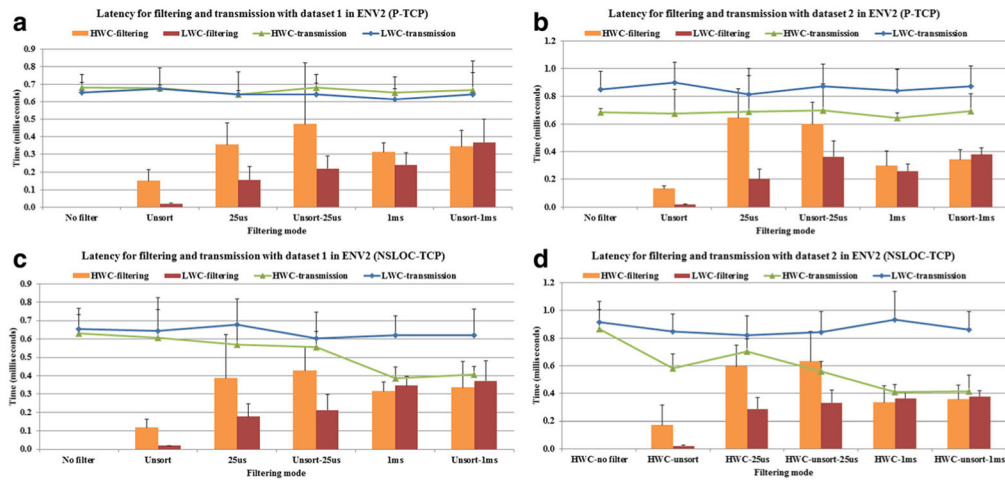 a
Latency for filtering and transmission with dataset 1 in ENV2 (P-TCP)
HWC-filtering LWC-filtering HWC-transmission LWC-transmission
Time (milliseconds)
0.9
0.8
0.7
0.6
0.5
0.4
0.3
0.2
0.1
0.0
No filter Unsort 25us Unsort-25us 1ms Unsort-1ms
Filtering mode
b
Latency for filtering and transmission with dataset 2 in ENV2 (P-TCP)
HWC-filtering LWC-filtering HWC-transmission LWC-transmission
Time (milliseconds)
1.2
1.0
0.8
0.6
0.4
0.2
0.0
No filter Unsort 25us Unsort-25us 1ms Unsort-1ms
Filtering mode
c
Latency for filtering and transmission with dataset 1 in ENV2 (NSLOC-TCP)
HWC-filtering LWC-filtering HWC-transmission LWC-transmission
Time (milliseconds)
0.9
0.8
0.7
0.6
0.5
0.4
0.3
0.2
0.1
0.0
No filter Unsort 25us Unsort-25us 1ms Unsort-1ms
Filtering mode
d
Latency for filtering and transmission with dataset 2 in ENV2 (NSLOC-TCP)
HWC-filtering LWC-filtering HWC-transmission LWC-transmission
Time (milliseconds)
1.2
1.0
0.8
0.6
0.4
0.2
0.0
HWC-no filter HWC-unsort HWC-25us HWC-unsort-25us HWC-1ms HWC-unsort-1ms
Filtering mode